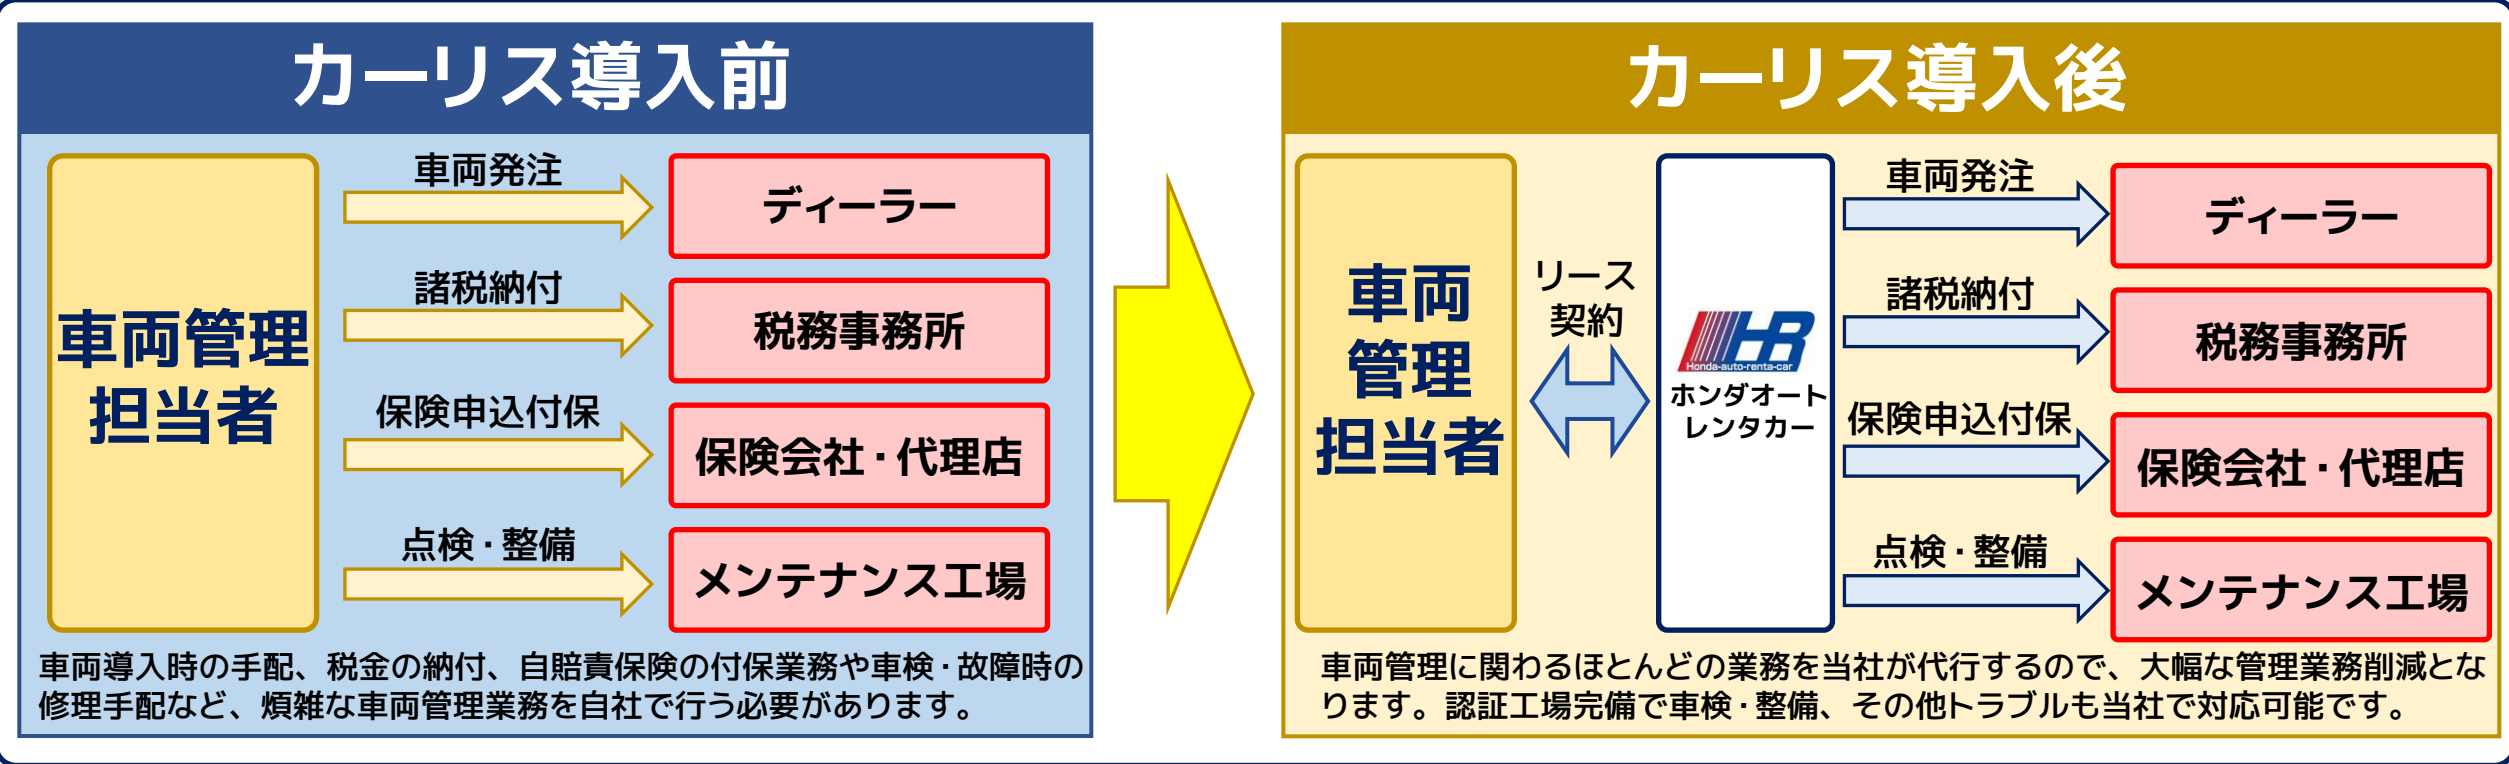 カーリス導入前
車両管理
担当者
車両発注
ディーラー
諸税納付
税務事務所
保険申込付保
保険会社・代理店
点検・整備
メンテナンス工場
車両導入時の手配、税金の納付、自賠責保険の付保業務や車検・故障時の
修理手配など、煩雑な車両管理業務を自社で行う必要があります。
カーリス導入後
車両
管理
担当者
リース
契約
HR
Honda-auto-renta-car
ホンダオート
レンタカー
車両発注
ディーラー
諸税納付
税務事務所
保険申込付保
保険会社・代理店
点検・整備
メンテナンス工場
車両管理に関わるほとんどの業務を当社が代行するので、大幅な管理業務削減とな
ります。認証工場完備で車検・整備、その他トラブルも当社で対応可能です。